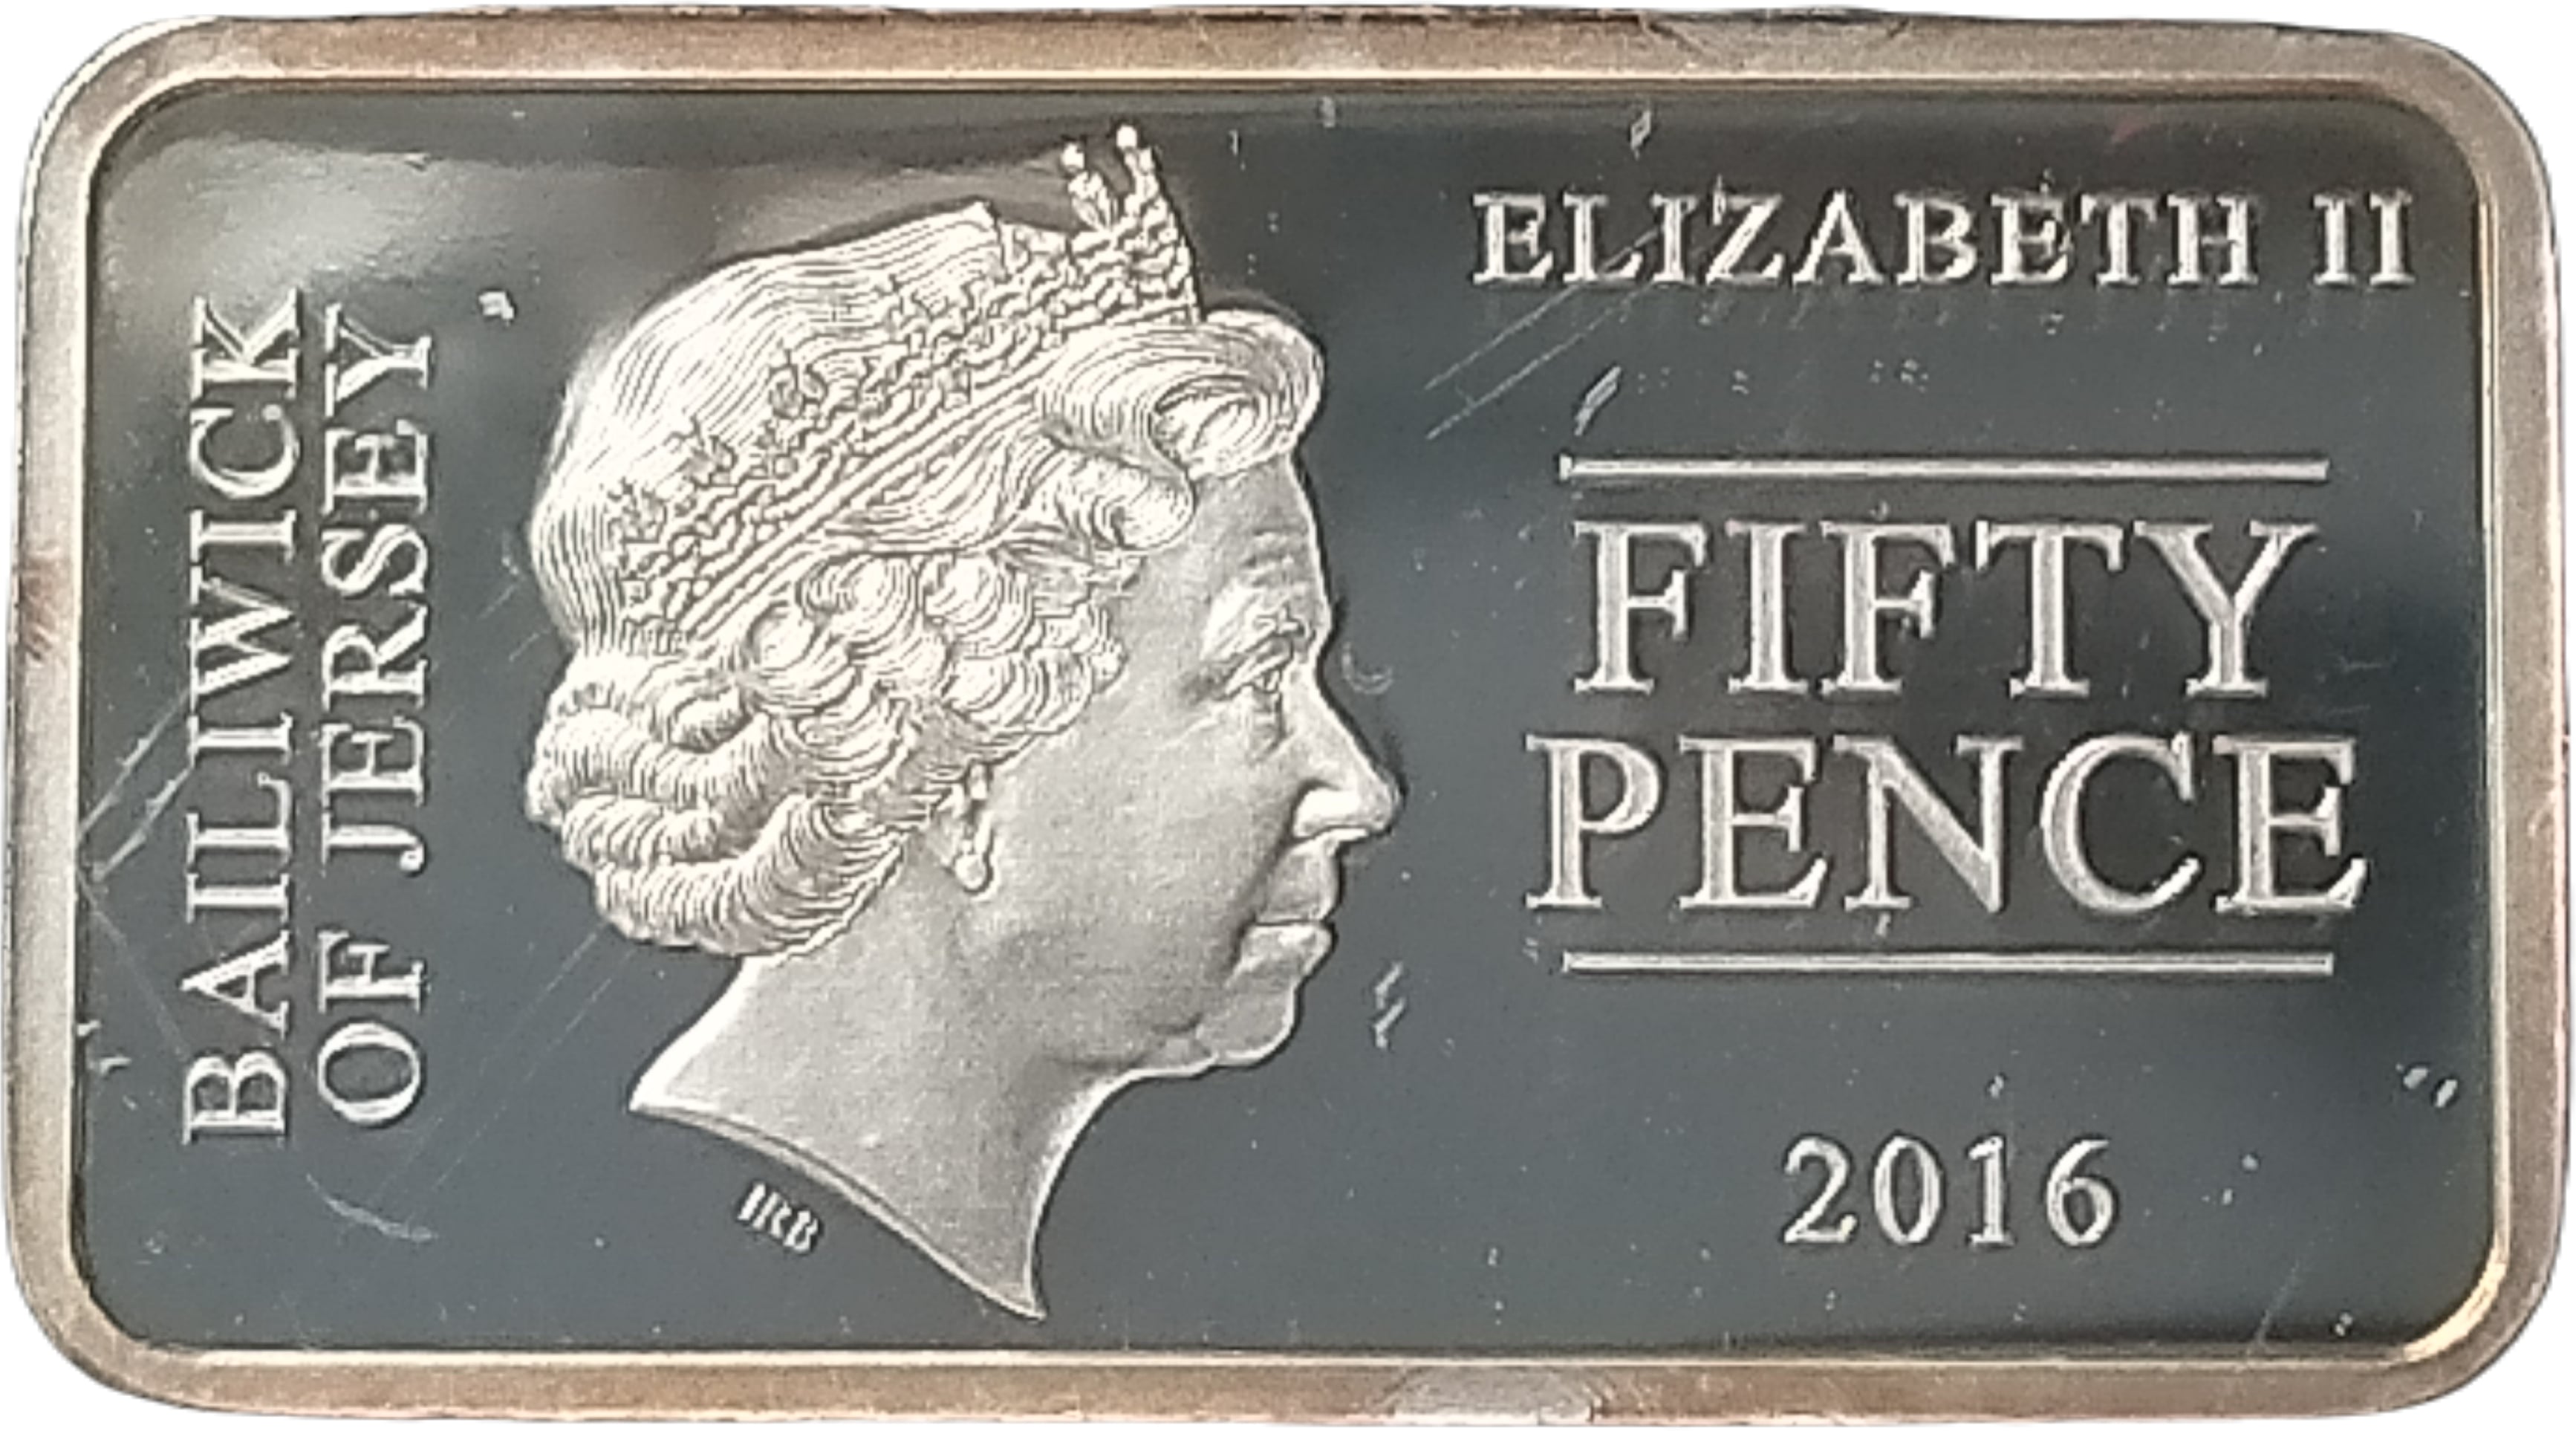 BAILIWICK
OF JERSEY
ELIZABETH II
FIFTY
PENCE
2016
IRB